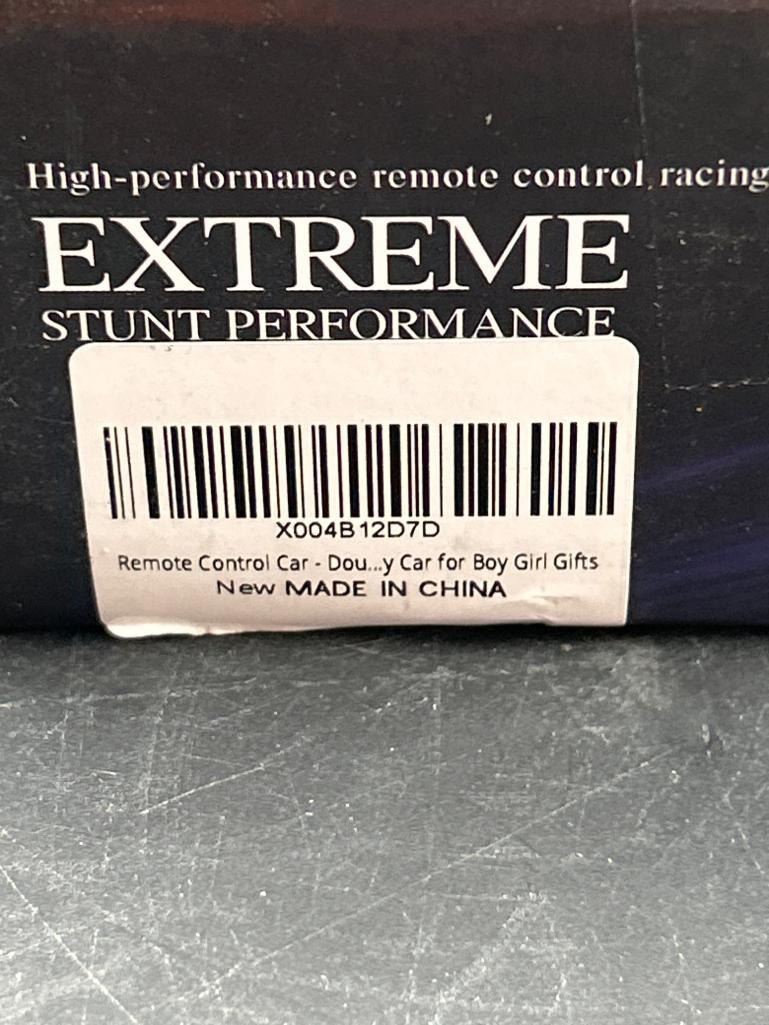 High-performance remote control racing
EXTREME
STUNT PERFORMANCE
X004B12D7D
Remote Control Car - Dou...y Car for Boy Girl Gifts
New MADE IN CHINA